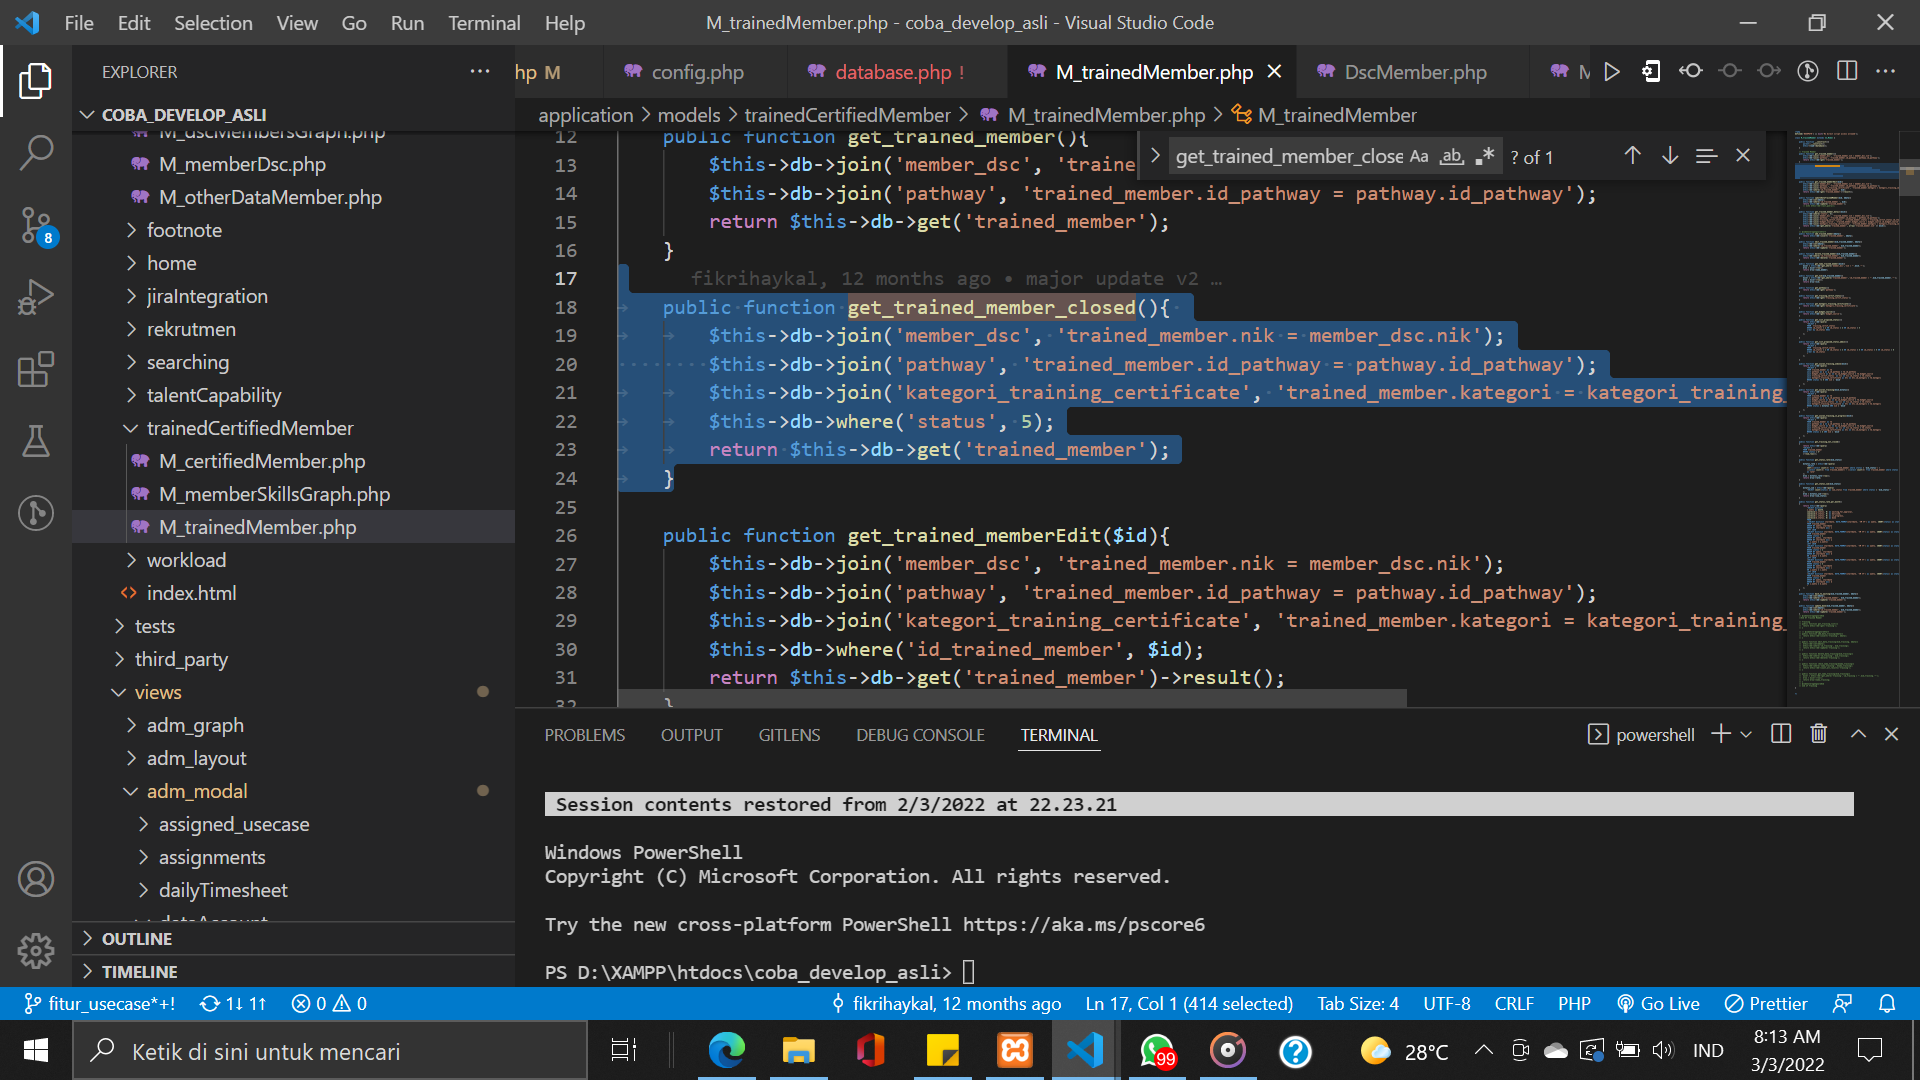 File Edit Selection View Go Run Terminal Help
M_trainedMember.php - coba_develop_asli - Visual Studio Code
EXPLORER
hp M
config.php
database.php !
M_trainedMember.php
DscMember.php
COBA_DEVELOP_ASLI
M_dscMembersGraph.php
M_memberDsc.php
M_otherDataMember.php
footnote
home
jiraIntegration
rekrutmen
searching
talentCapability
trainedCertifiedMember
M_certifiedMember.php
M_memberSkillsGraph.php
M_trainedMember.php
workload
index.html
tests
third_party
views
adm_graph
adm_layout
adm_modal
assigned_usecase
assignments
dailyTimesheet
OUTLINE
TIMELINE
8
application > models > trainedCertifiedMember > M_trainedMember.php > M_trainedMember
get_trained_member_close Aa ab .* ? of 1
12 public function get_trained_member(){
13 $this->db->join('member_dsc', 'traine
14 $this->db->join('pathway', 'trained_member.id_pathway = pathway.id_pathway');
15 return $this->db->get('trained_member');
16 }
17 fikrihaykal, 12 months ago • major update v2 …
18 public function get_trained_member_closed(){
19 $this->db->join('member_dsc', 'trained_member.nik = member_dsc.nik');
20 $this->db->join('pathway', 'trained_member.id_pathway = pathway.id_pathway');
21 $this->db->join('kategori_training_certificate', 'trained_member.kategori = kategori_training_
22 $this->db->where('status', 5);
23 return $this->db->get('trained_member');
24 }
25
26 public function get_trained_memberEdit($id){
27 $this->db->join('member_dsc', 'trained_member.nik = member_dsc.nik');
28 $this->db->join('pathway', 'trained_member.id_pathway = pathway.id_pathway');
29 $this->db->join('kategori_training_certificate', 'trained_member.kategori = kategori_training_
30 $this->db->where('id_trained_member', $id);
31 return $this->db->get('trained_member')->result();
32 }
PROBLEMS OUTPUT GITLENS DEBUG CONSOLE TERMINAL
powershell
Session contents restored from 2/3/2022 at 22.23.21
Windows PowerShell
Copyright (C) Microsoft Corporation. All rights reserved.
Try the new cross-platform PowerShell https://aka.ms/pscore6
PS D:\XAMPP\htdocs\coba_develop_asli>
fitur_usecase*+! 1↓ 1↑ 0 0
fikrihaykal, 12 months ago Ln 17, Col 1 (414 selected) Tab Size: 4 UTF-8 CRLF PHP Go Live Prettier
Ketik di sini untuk mencari
99
28°C
IND
8:13 AM
3/3/2022